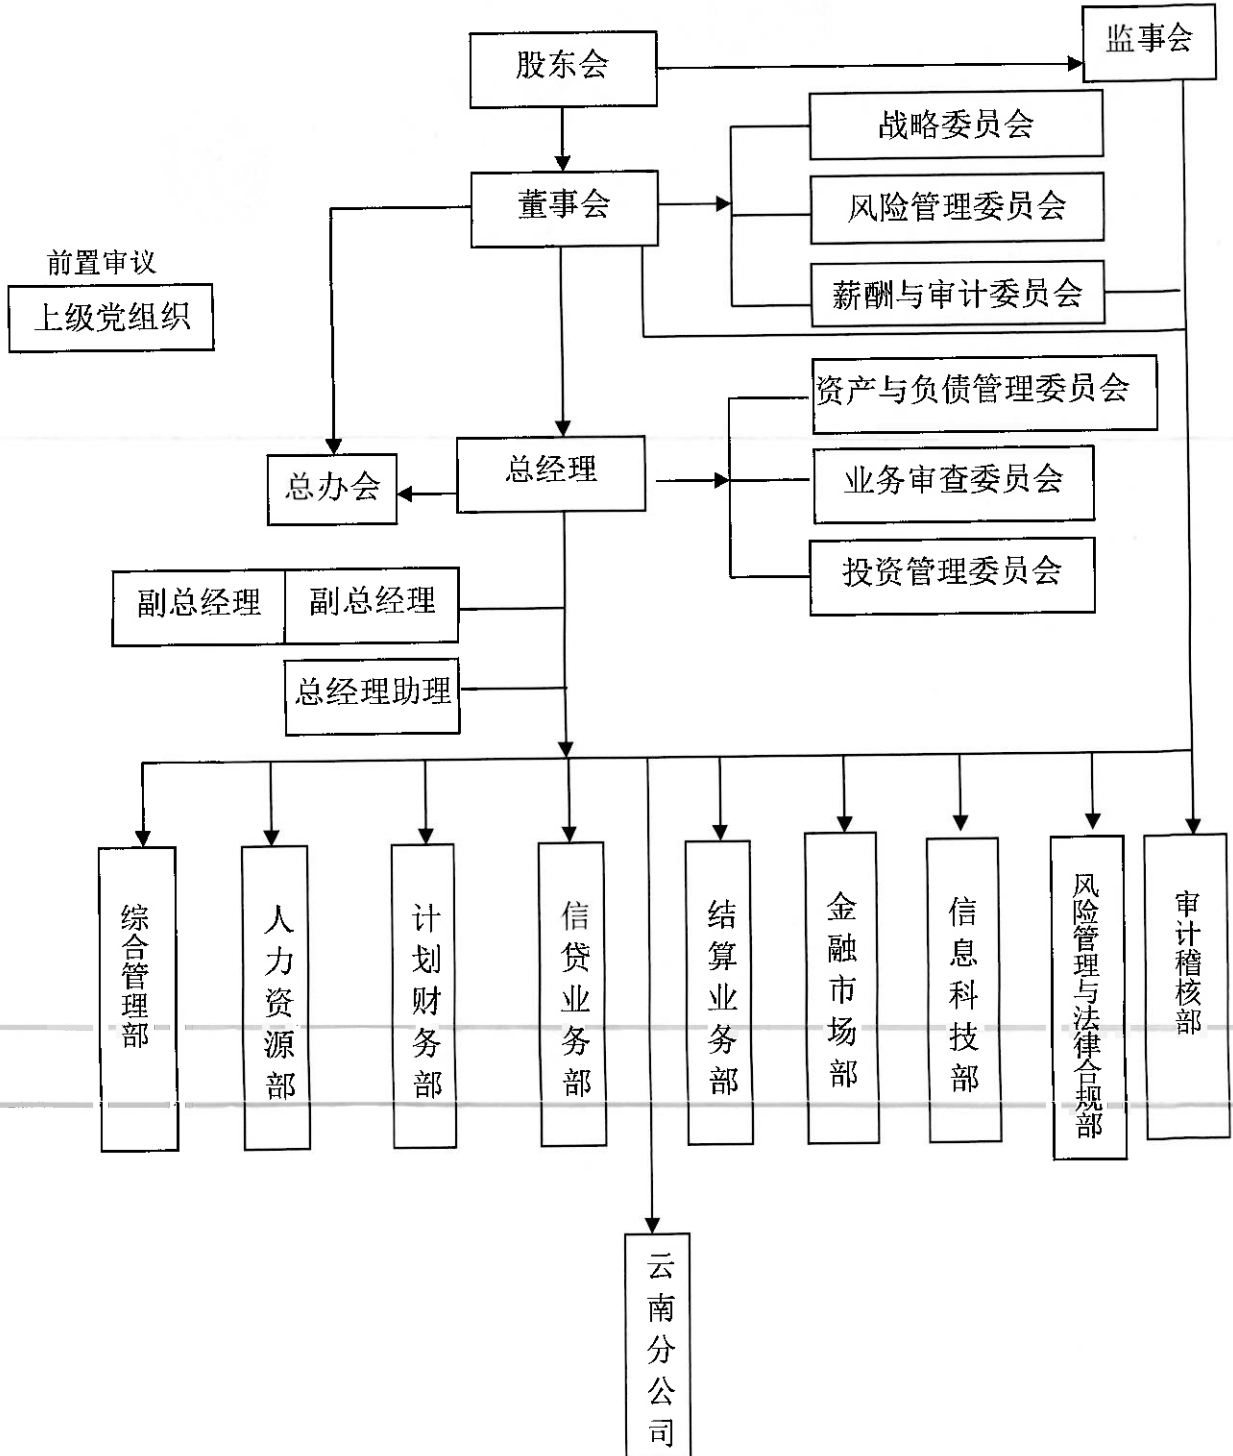 监事会
股东会
战略委员会
董事会
风险管理委员会
前置审议
上级党组织
薪酬与审计委员会
资产与负债管理委员会
总经理
总办会
业务审查委员会
投资管理委员会
副总经理
副总经理
总经理助理
综合管理部
人力资源部
计划财务部
信贷业务部
结算业务部
金融市场部
信息科技部
风险管理与法律合规部
审计稽核部
云南分公司